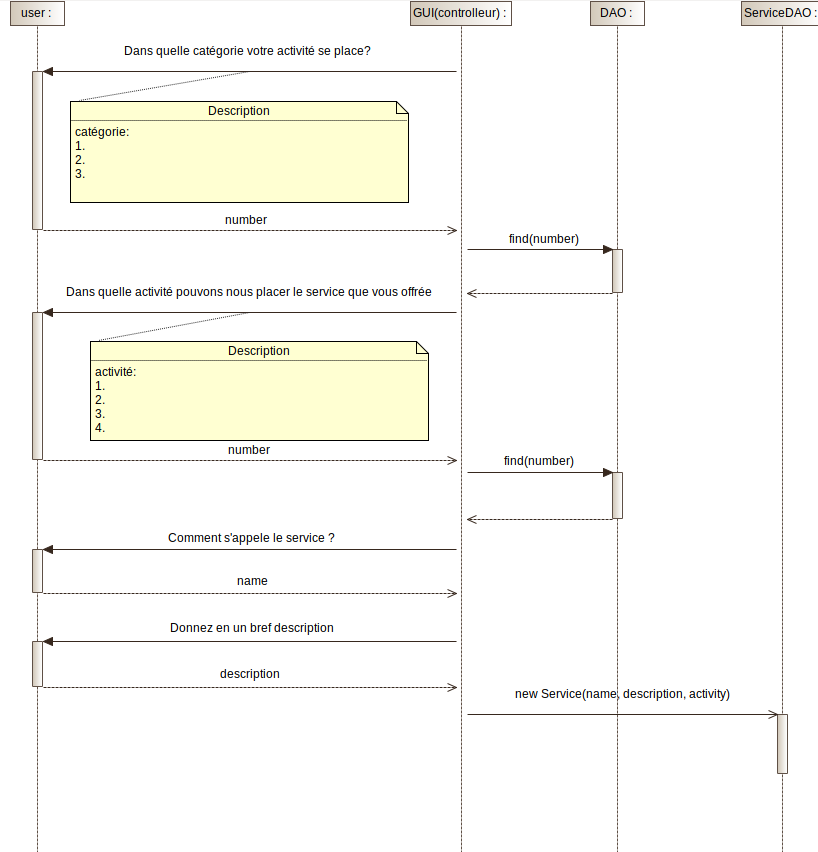 user :
GUI(controlleur) :
DAO :
ServiceDAO :
Dans quelle catégorie votre activité se place?
Description
catégorie:
1.
2.
3.
number
find(number)
Dans quelle activité pouvons nous placer le service que vous offrée
Description
activité:
1.
2.
3.
4.
number
find(number)
Comment s'appele le service ?
name
Donnez en un bref description
description
new Service(name, description, activity)